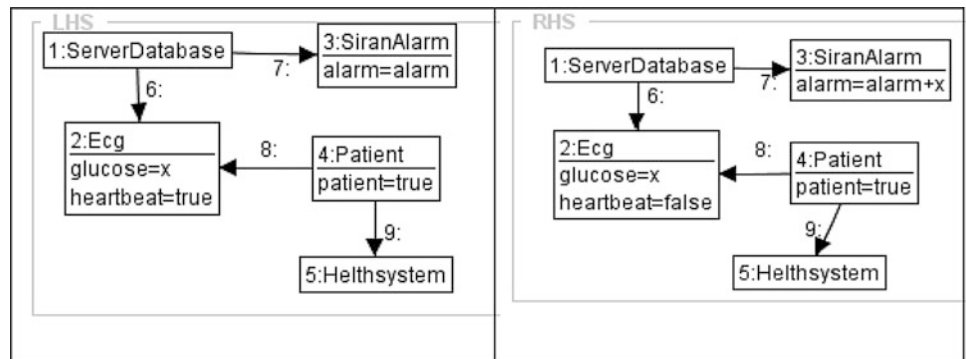 LHS
1:ServerDatabase
3:SiranAlarm
alarm=alarm
7:
6:
2:Ecg
glucose=x
heartbeat=true
8:
4:Patient
patient=true
9:
5:Helthsystem
RHS
1:ServerDatabase
3:SiranAlarm
alarm=alarm+x
7:
6:
2:Ecg
glucose=x
heartbeat=false
8:
4:Patient
patient=true
9:
5:Helthsystem